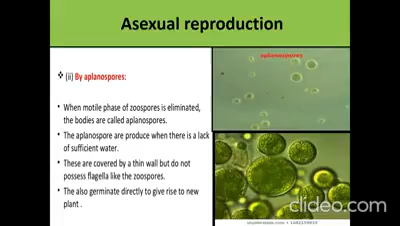 Asexual reproduction
(ii) By aplanospores:
aplanospores
When motile phase of zoospores is eliminated,
the bodies are called aplanospores.
The aplanospore are produce when there is a lack
of sufficient water.
These are covered by a thin wall but do not
possess flagella like the zoospores.
The also germinate directly to give rise to new
plant .
clideo.com